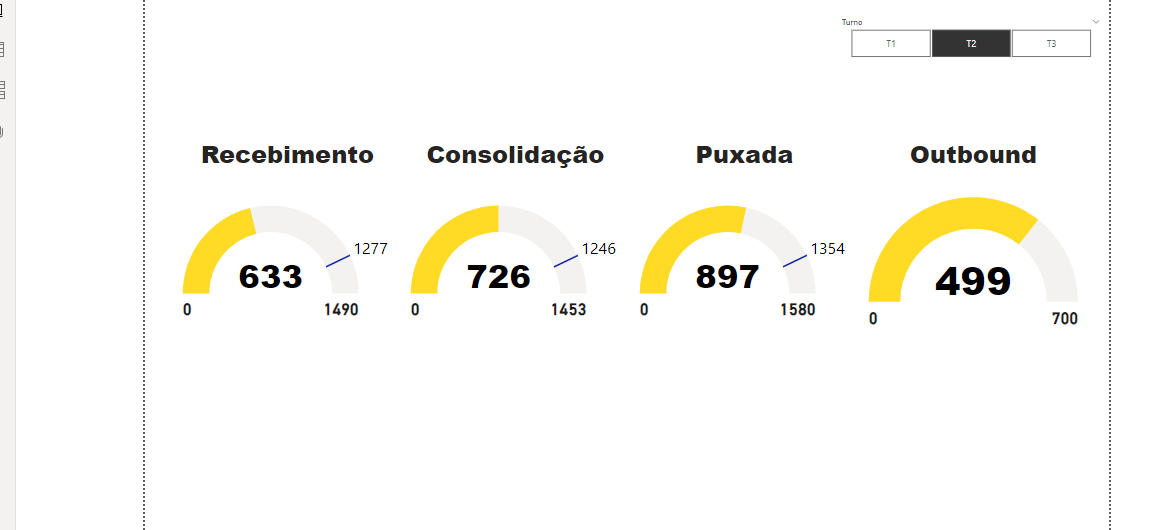 Turno
T1 T2 T3
Recebimento Consolidação Puxada Outbound
1277 1246 1354
633 726 897 499
0 1490 0 1453 0 1580 0 700